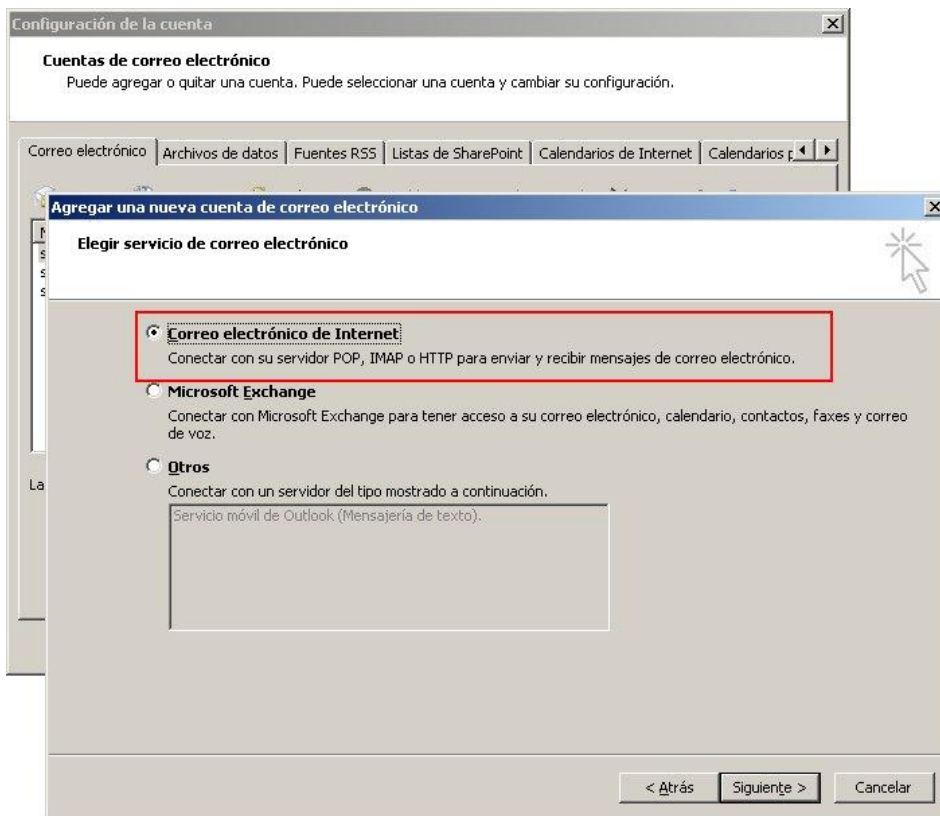 Configuración de la cuenta
Cuentas de correo electrónico
Puede agregar o quitar una cuenta. Puede seleccionar una cuenta y cambiar su configuración.
Correo electrónico Archivos de datos Fuentes RSS Listas de SharePoint Calendarios de Internet Calendarios
Agregar una nueva cuenta de correo electrónico
Elegir servicio de correo electrónico
Correo electrónico de Internet
Conectar con su servidor POP, IMAP o HTTP para enviar y recibir mensajes de correo electrónico.
Microsoft Exchange
Conectar con Microsoft Exchange para tener acceso a su correo electrónico, calendario, contactos, faxes y correo
de voz.
Otros
La
Conectar con un servidor del tipo mostrado a continuación.
Servicio móvil de Outlook (Mensajería de texto).
< Atrás Siguiente > Cancelar